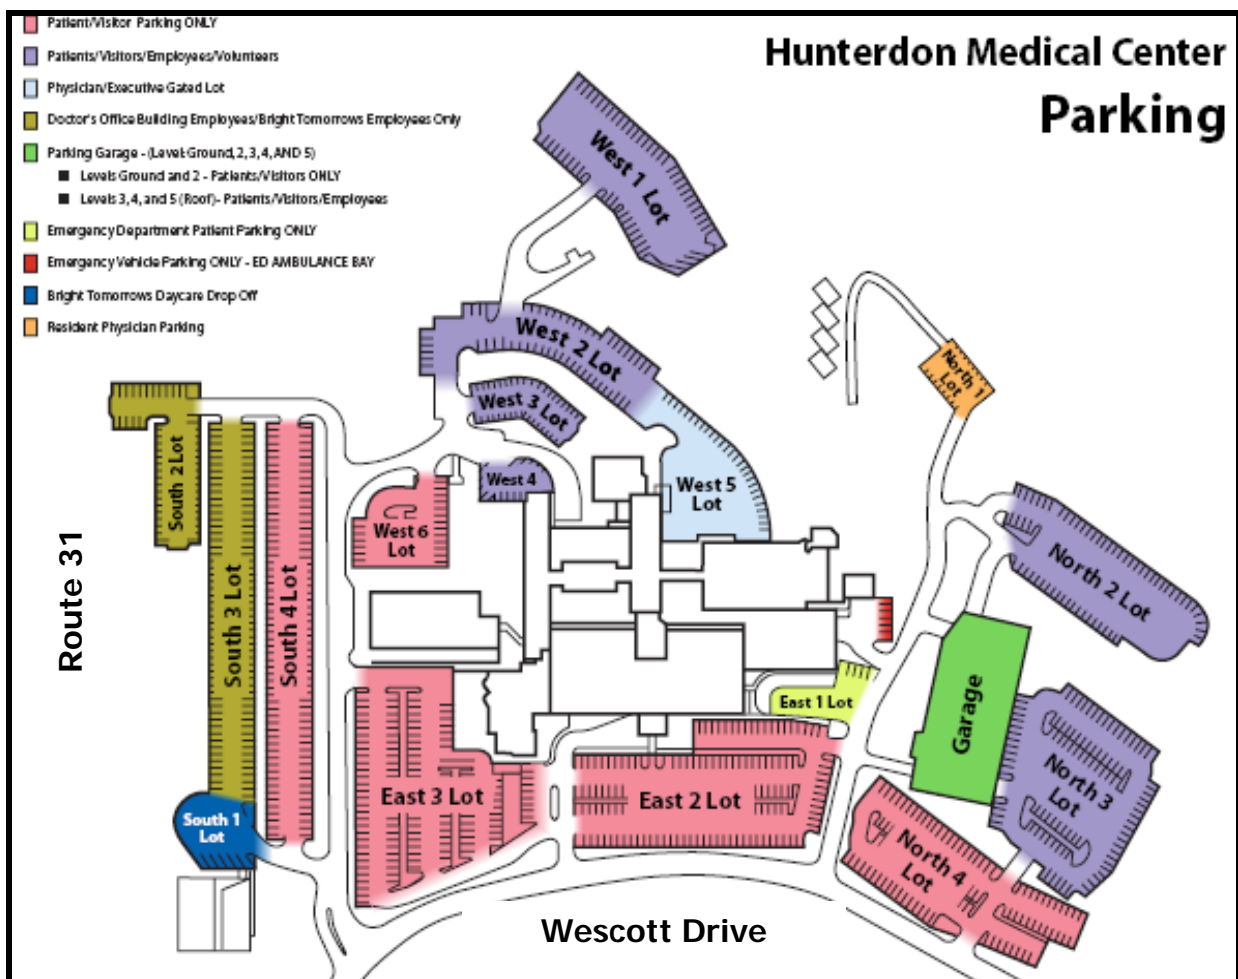 Patient/Visitor Parking ONLY
Patients/Visitors/Employees/Volunteers
Physician/Executive Gated Lot
Doctor's Office Building Employees/Bright Tomorrows Employees Only
Parking Garage - (Level: Ground, 2, 3, 4, AND 5)
Levels Ground and 2 - Patients/Visitors ONLY
Levels 3, 4, and 5 (Roof)- Patients/Visitors/Employees
Emergency Department Patient Parking ONLY
Emergency Vehicle Parking ONLY - ED AMBULANCE BAY
Bright Tomorrows Daycare Drop Off
Resident Physician Parking
Hunterdon Medical Center
Parking
West 1 Lot
West 2 Lot
West 3 Lot
West 4
West 5
Lot
West 6
Lot
North 1
Lot
North 2 Lot
North 3
Lot
North 4
Lot
Garage
East 1 Lot
East 2 Lot
East 3 Lot
South 1
Lot
South 2 Lot
South 3 Lot
South 4 Lot
Route 31
Wescott Drive